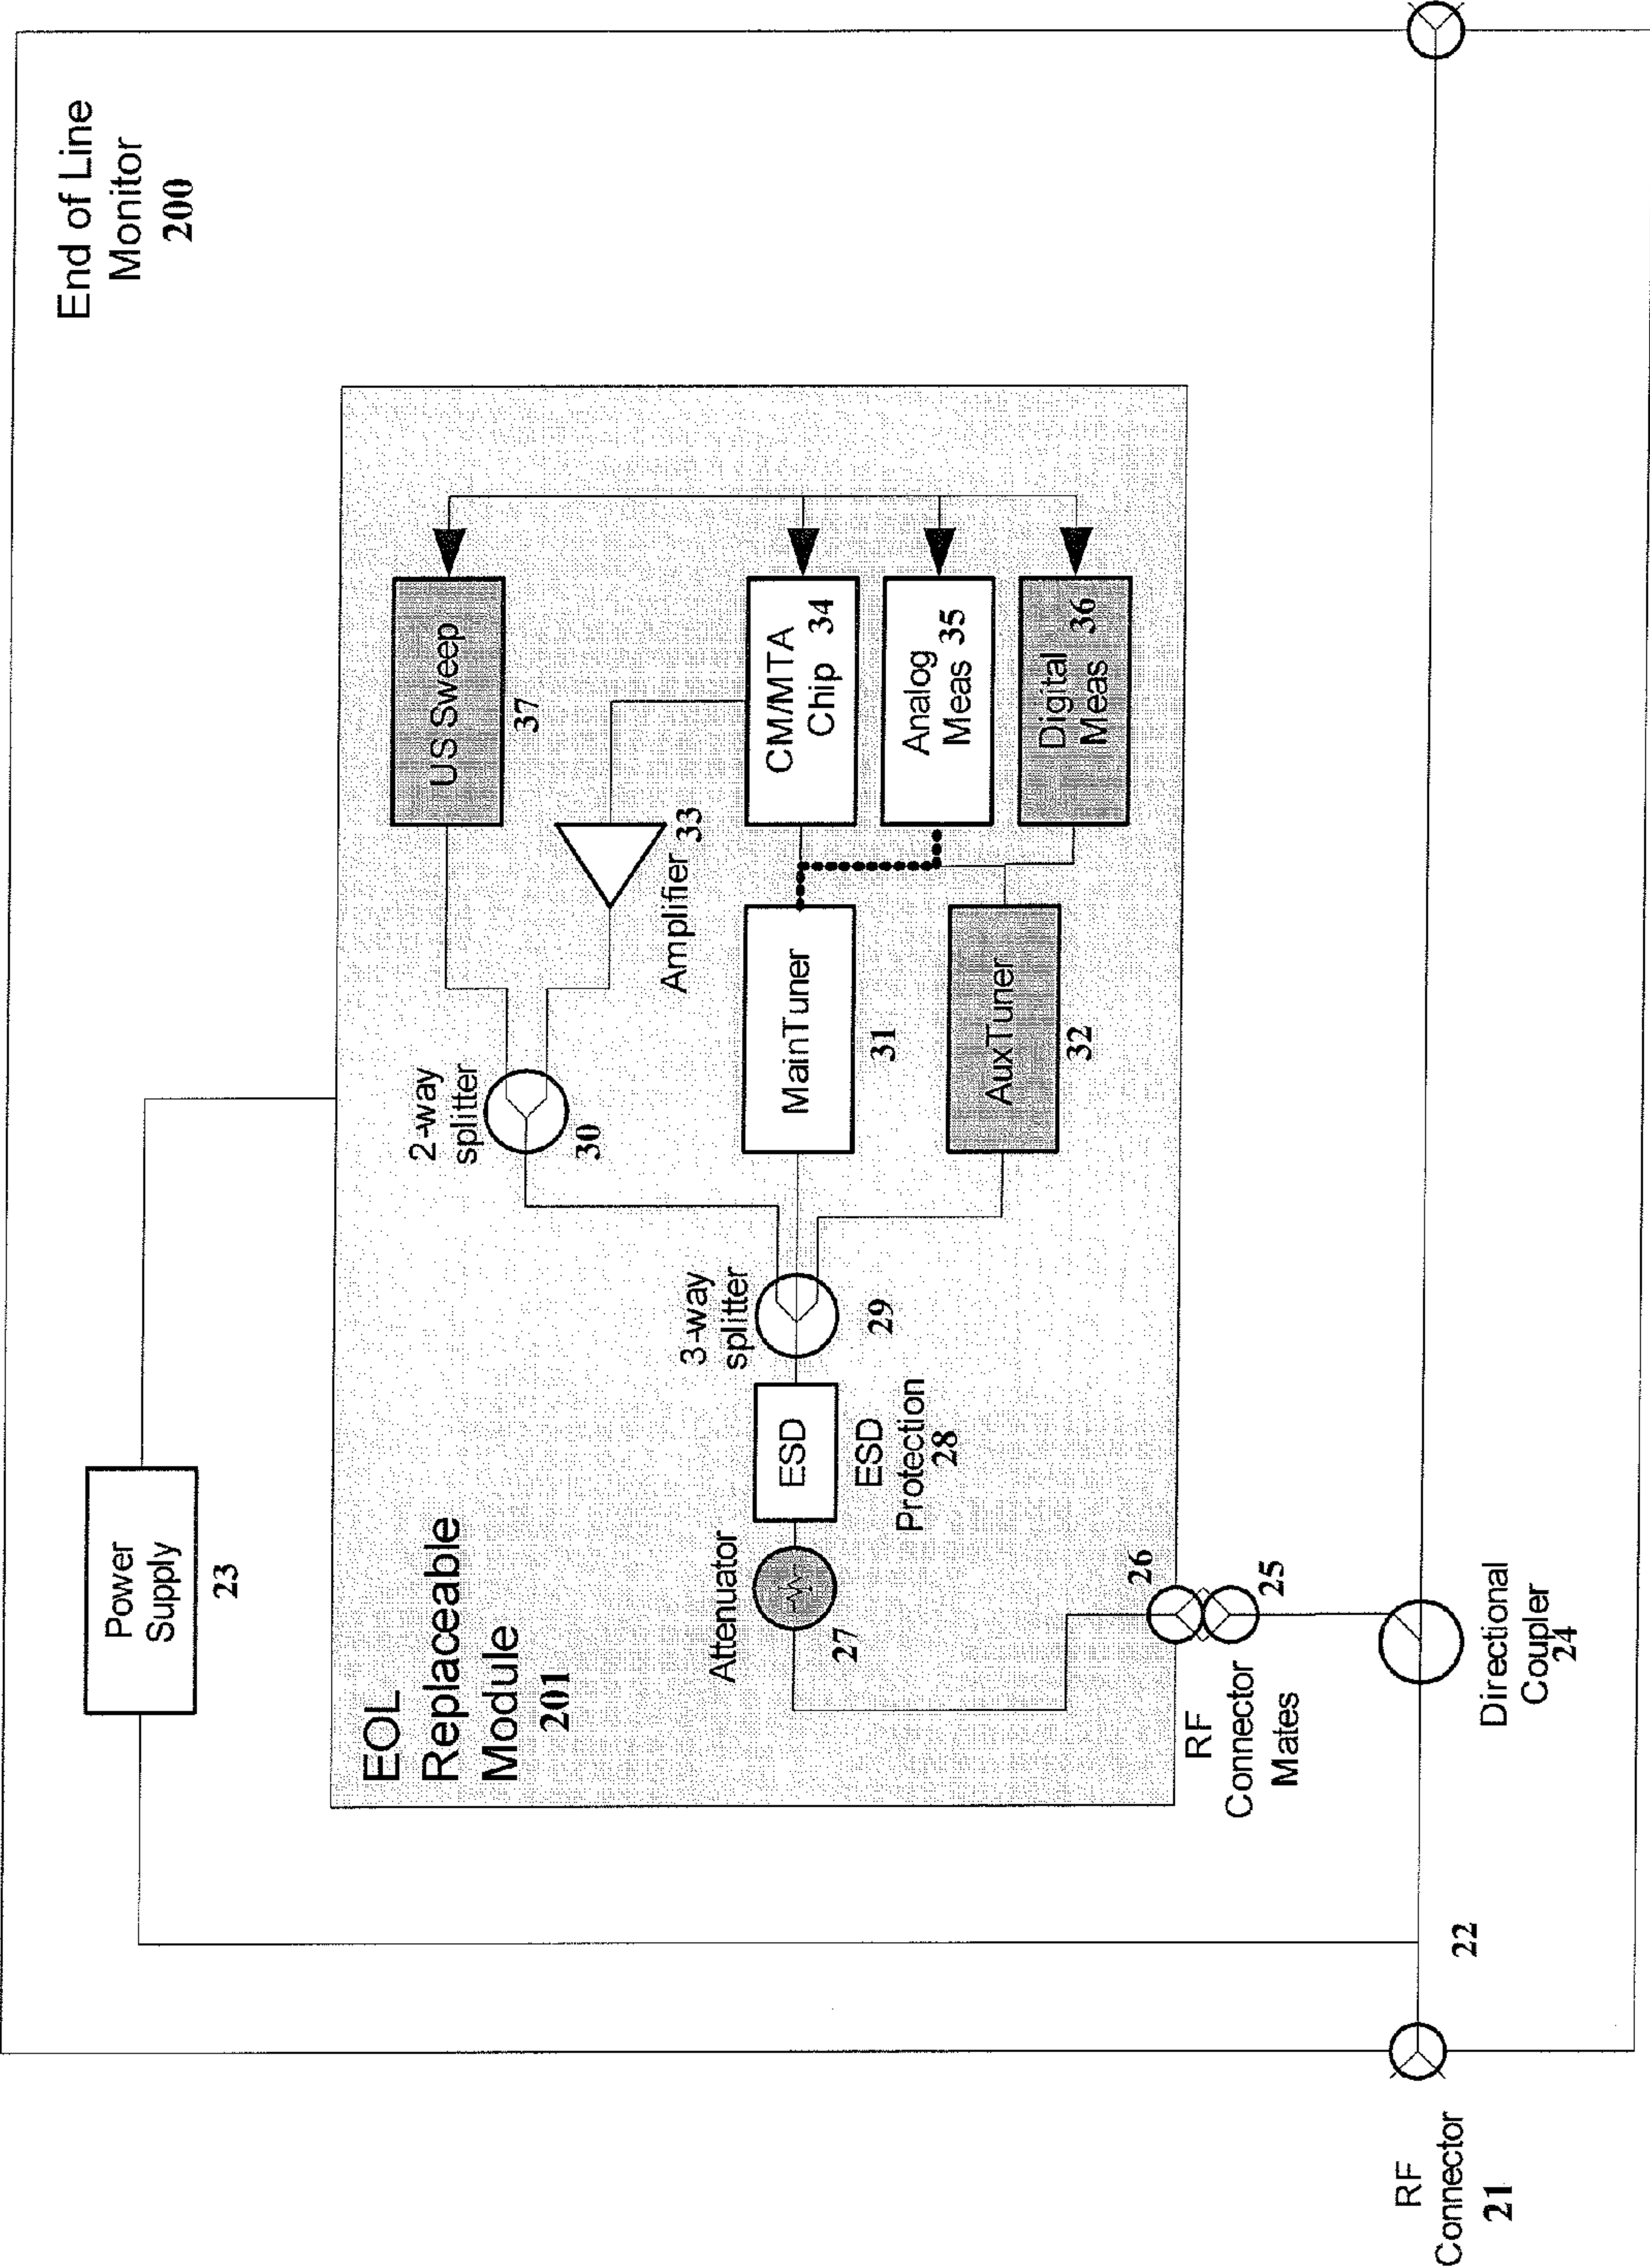 End of Line
Monitor
200
Power
Supply
23
EOL
Replaceable
Module
201
US Sweep
37
2-way
splitter
30
Amplifier 33
CM/MTA
Chip 34
Analog
Meas 35
Digital
Meas 36
MainTuner
31
AuxTuner
32
3-way
splitter
29
ESD
ESD
Protection
28
Attenuator
27
26
25
RF
Connector
Mates
Directional
Coupler
24
22
RF
Connector
21